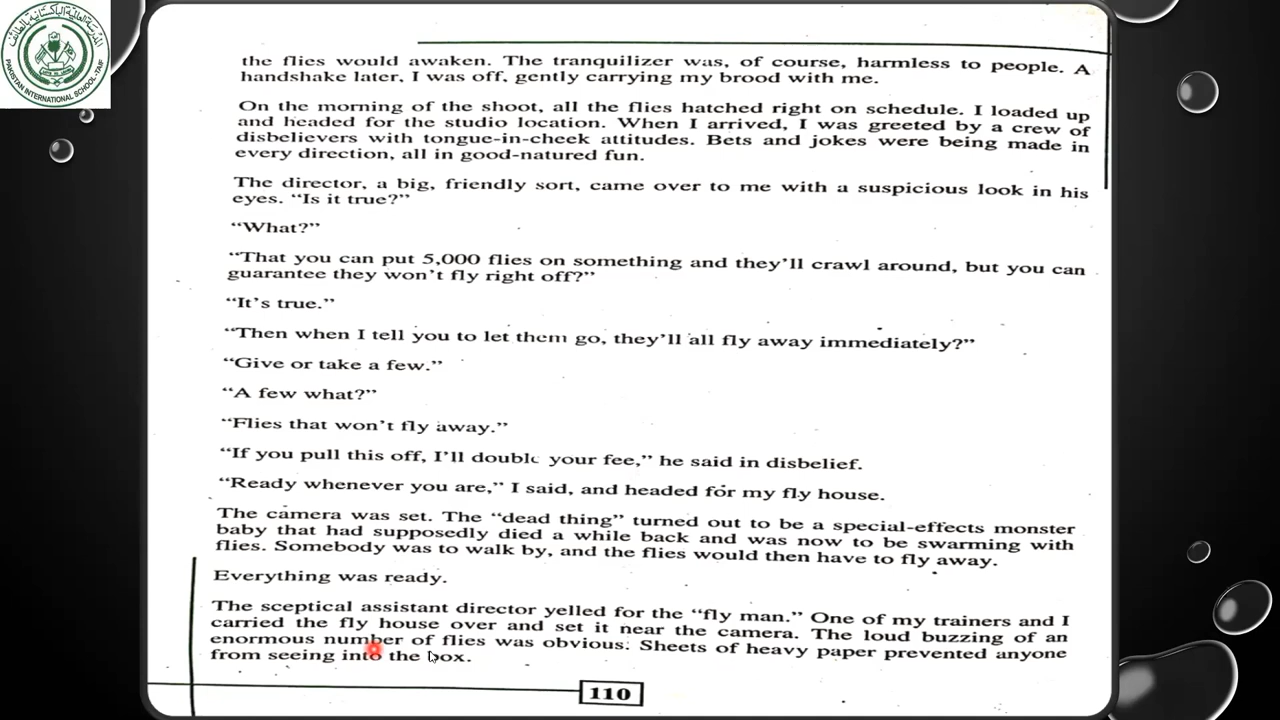 PAKISTAN INTERNATIONAL SCHOOL-TAIF
the flies would awaken. The tranquilizer was, of course, harmless to people. A
handshake later, I was off, gently carrying my brood with me.
On the morning of the shoot, all the flies hatched right on schedule. I loaded up
and headed for the studio location. When I arrived, I was greeted by a crew of
disbelievers with tongue-in-cheek attitudes. Bets and jokes were being made in
every direction, all in good-natured fun.
The director, a big, friendly sort, came over to me with a suspicious look in his
eyes. “Is it true?”
“What?”
“That you can put 5,000 flies on something and they’ll crawl around, but you can
guarantee they won’t fly right off?”
“It’s true.”
“Then when I tell you to let them go, they’ll all fly away immediately?”
“Give or take a few.”
“A few what?”
“Flies that won’t fly away.”
“If you pull this off, I’ll double your fee,” he said in disbelief.
“Ready whenever you are,” I said, and headed for my fly house.
The camera was set. The “dead thing” turned out to be a special-effects monster
baby that had supposedly died a while back and was now to be swarming with
flies. Somebody was to walk by, and the flies would then have to fly away.
Everything was ready.
The sceptical assistant director yelled for the “fly man.” One of my trainers and I
carried the fly house over and set it near the camera. The loud buzzing of an
enormous number of flies was obvious. Sheets of heavy paper prevented anyone
from seeing into the box.
110